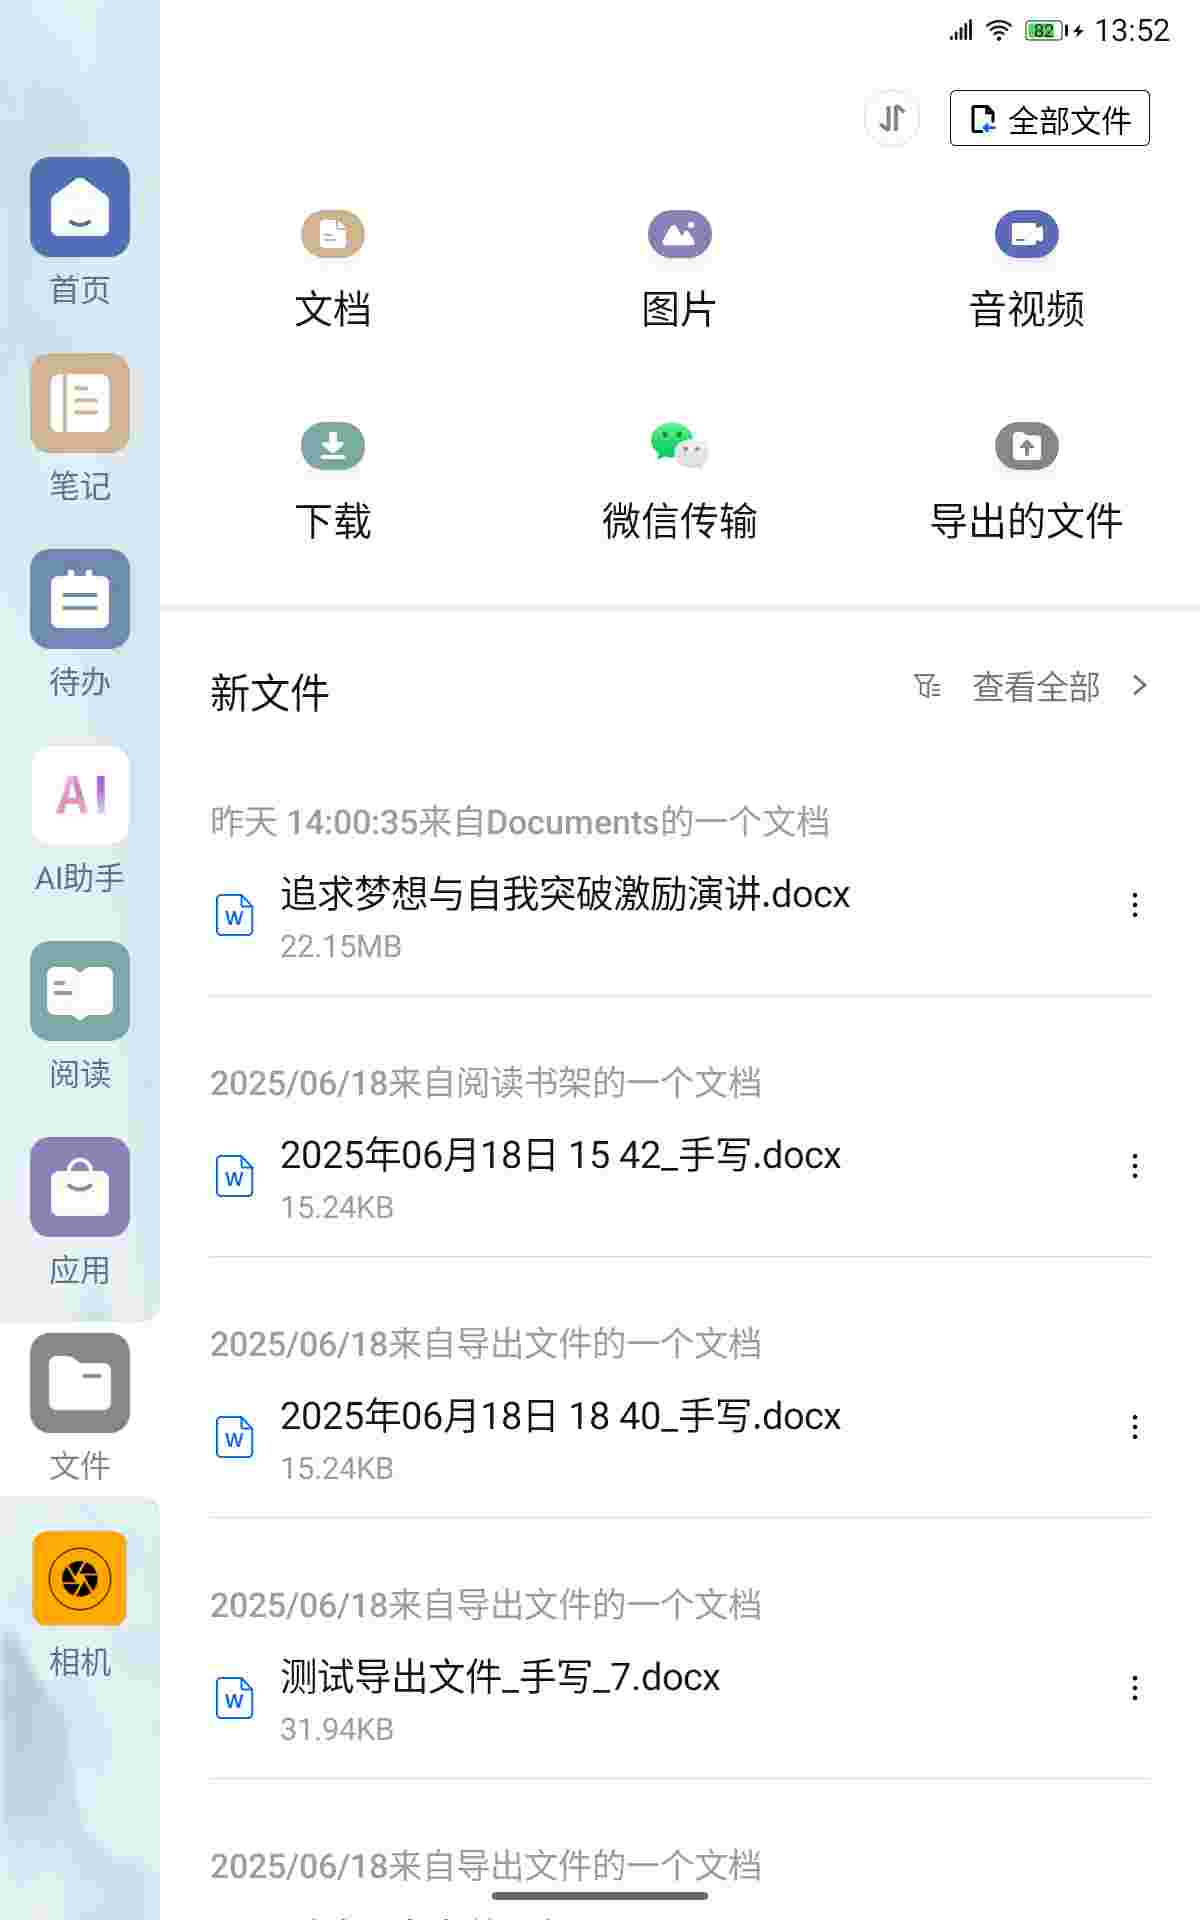 82 13:52
全部文件
首页
笔记
待办
AI
AI助手
阅读
应用
文件
相机
文档
图片
音视频
下载
微信传输
导出的文件
新文件
查看全部
昨天 14:00:35来自Documents的一个文档
W
追求梦想与自我突破激励演讲.docx
22.15MB
2025/06/18来自阅读书架的一个文档
W
2025年06月18日 15 42_手写.docx
15.24KB
2025/06/18来自导出文件的一个文档
W
2025年06月18日 18 40_手写.docx
15.24KB
2025/06/18来自导出文件的一个文档
W
测试导出文件_手写_7.docx
31.94KB
2025/06/18来自导出文件的一个文档